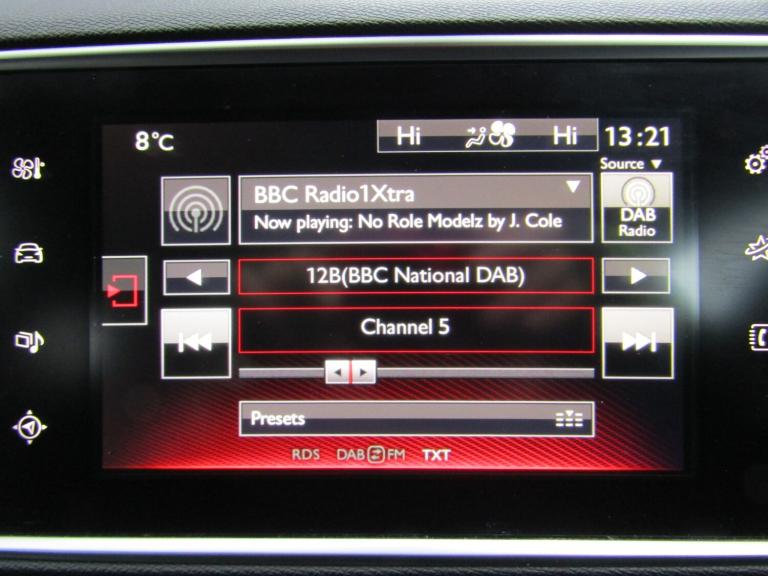 8°C
Hi Hi 13:21
Source
BBC Radio1Xtra
Now playing: No Role Modelz by J. Cole
DAB
Radio
12B(BBC National DAB)
Channel 5
Presets
RDS DAB FM TXT